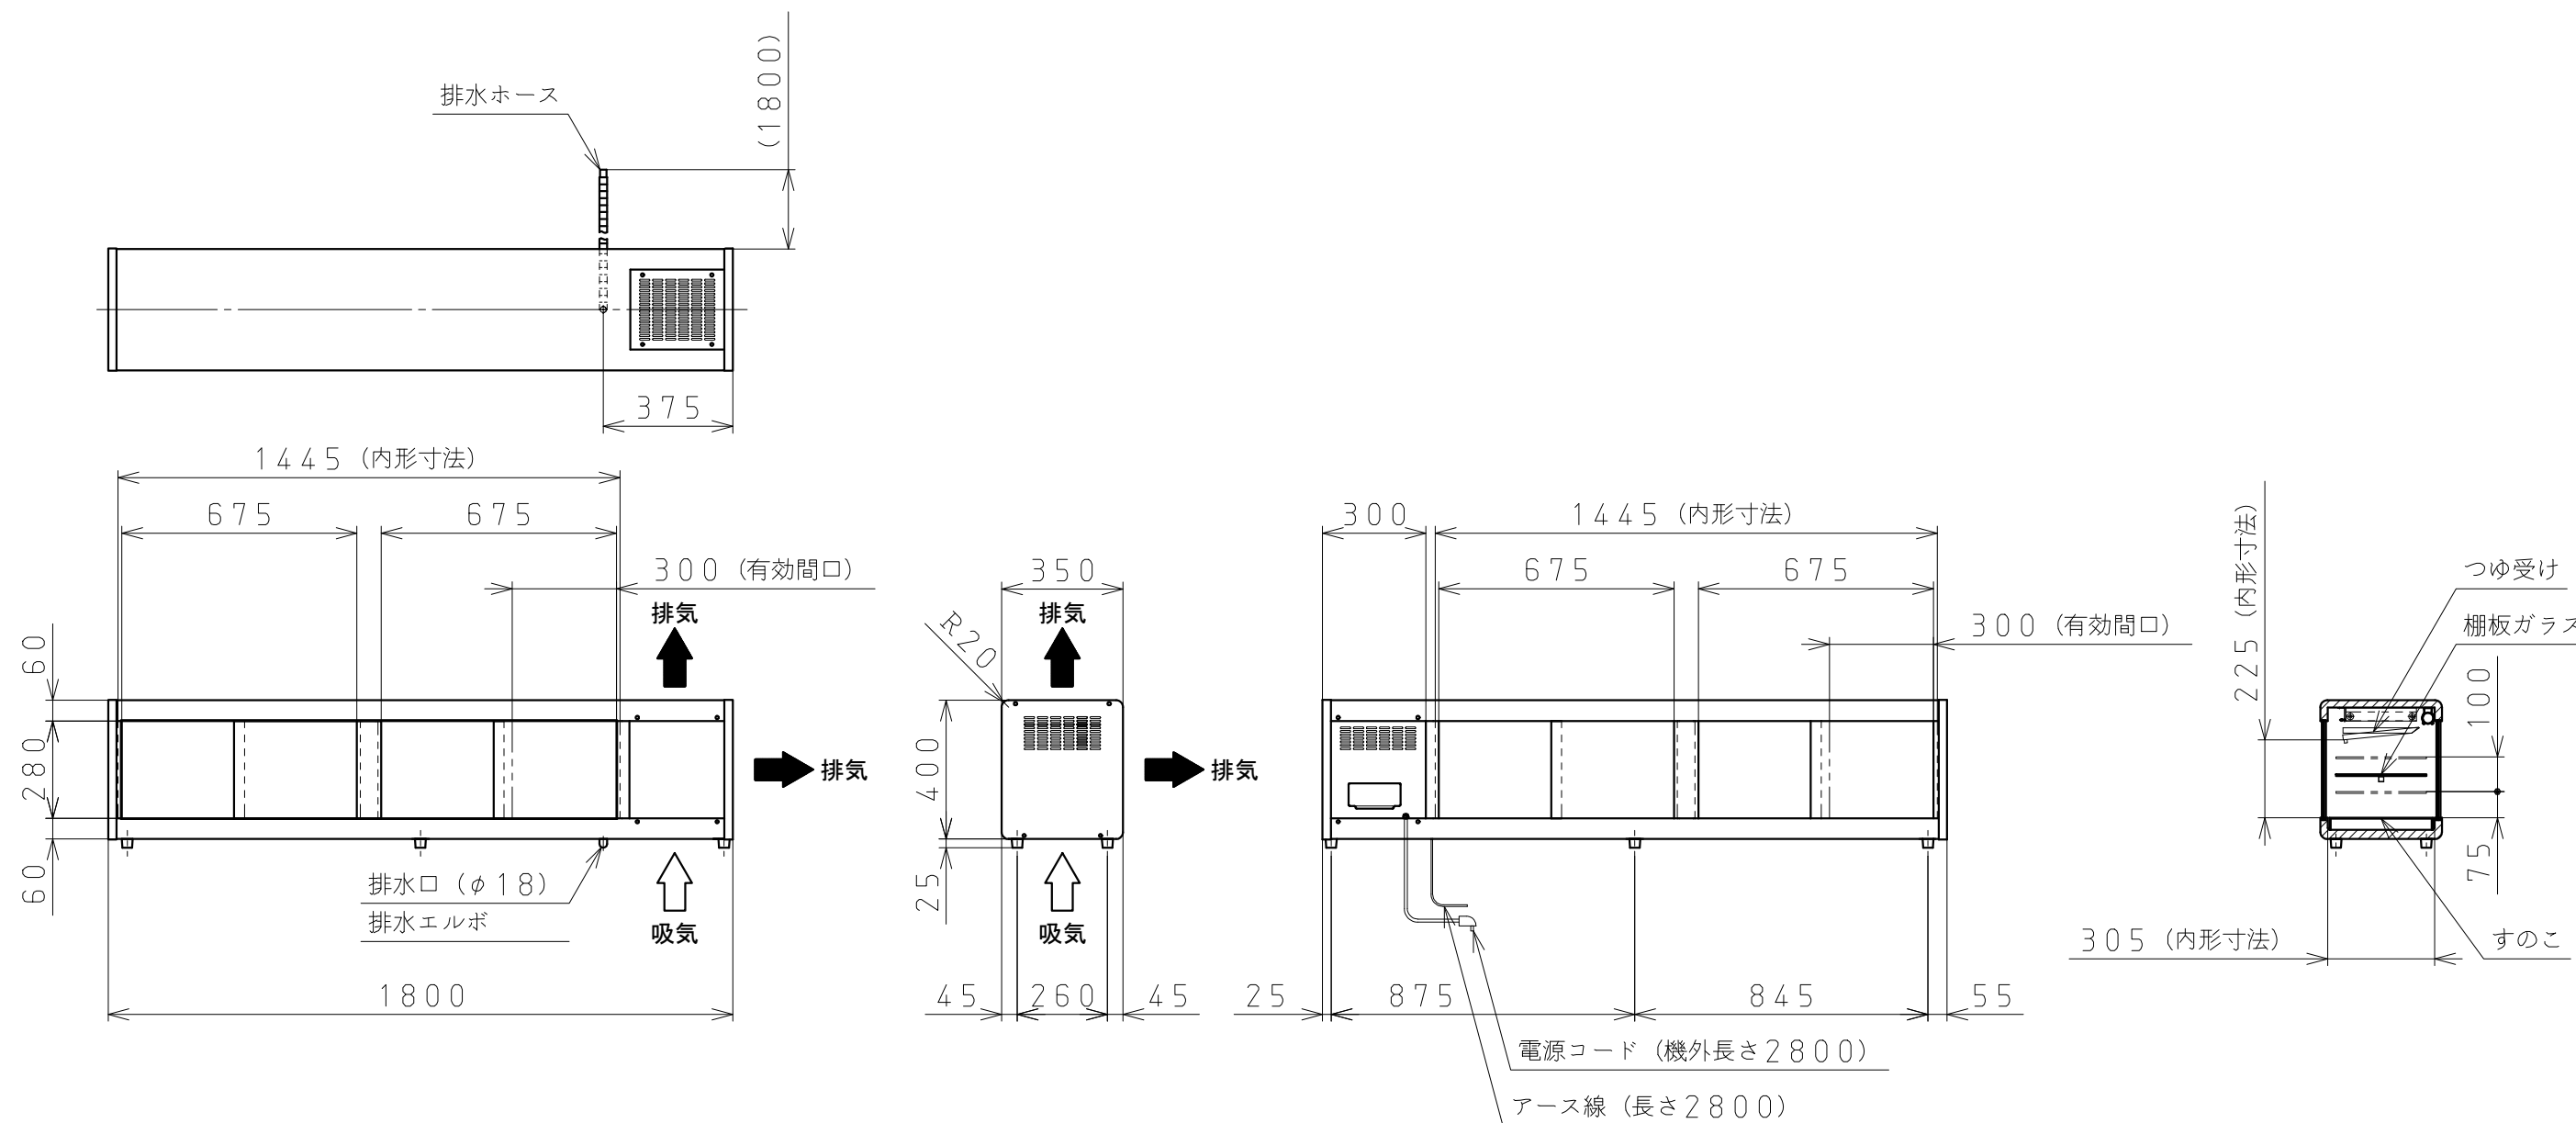 排水ホース
(1800)
375
1445 (内形寸法)
675
675
300 (有効間口)
排気
60
280
60
排気
排水口 (φ18)
排水エルボ
吸気
1800
350
排気
R20
400
25
排気
吸気
45
260
45
300
1445 (内形寸法)
675
675
300 (有効間口)
25
875
845
55
電源コード (機外長さ2800)
アース線 (長さ2800)
225 (内形寸法)
つゆ受け
棚板ガラス
100
75
305 (内形寸法)
すのこ